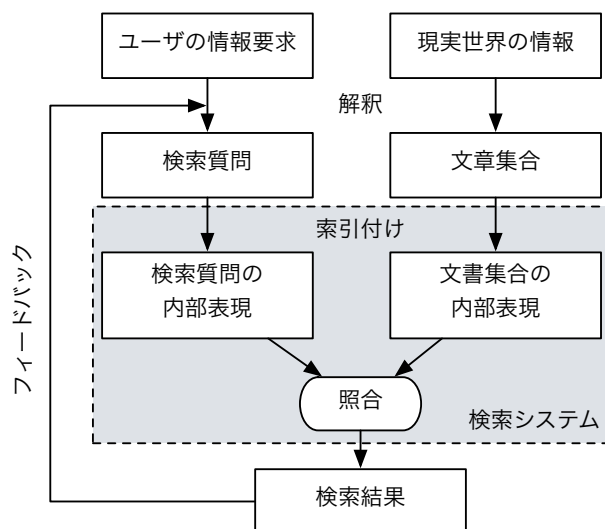 ユーザの情報要求
現実世界の情報
解釈
検索質問
文章集合
索引付け
検索質問の
内部表現
文書集合の
内部表現
フィードバック
照合
検索システム
検索結果